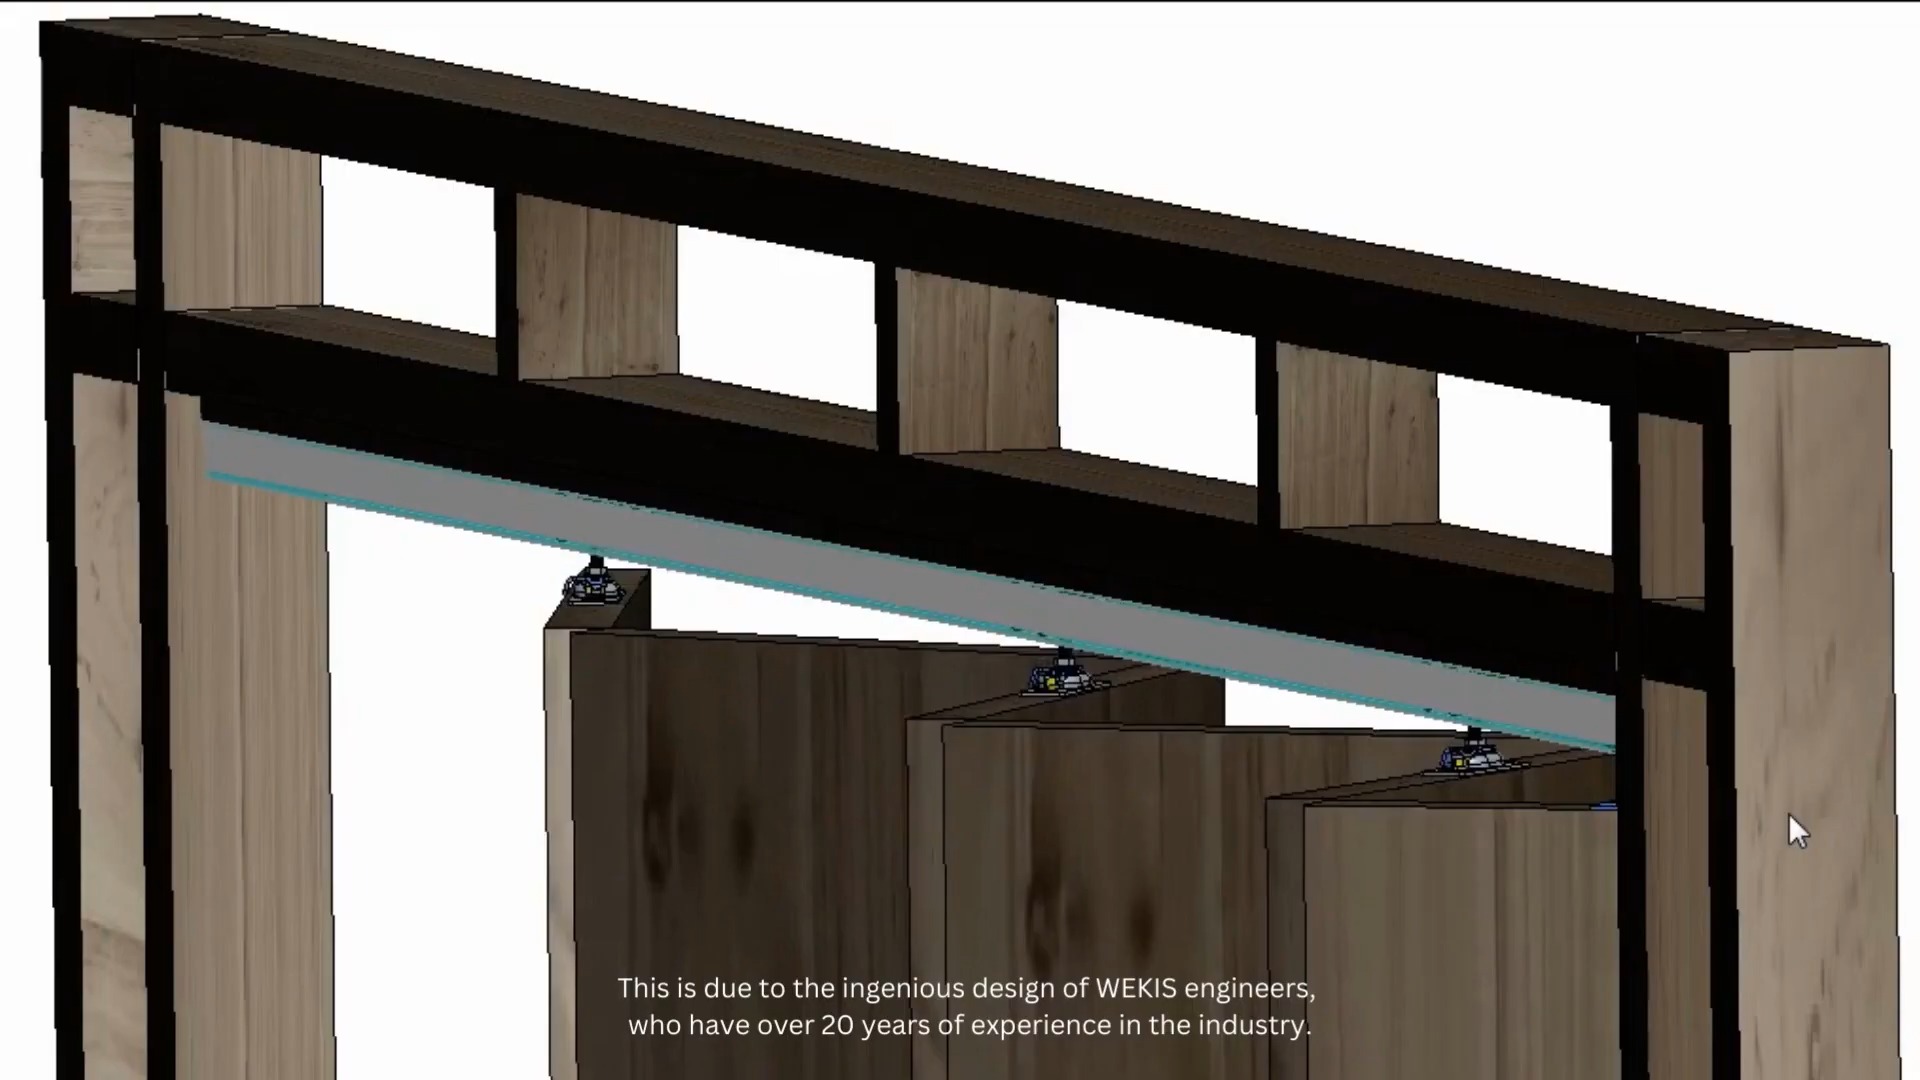 This is due to the ingenious design of WEKIS engineers,
who have over 20 years of experience in the industry.